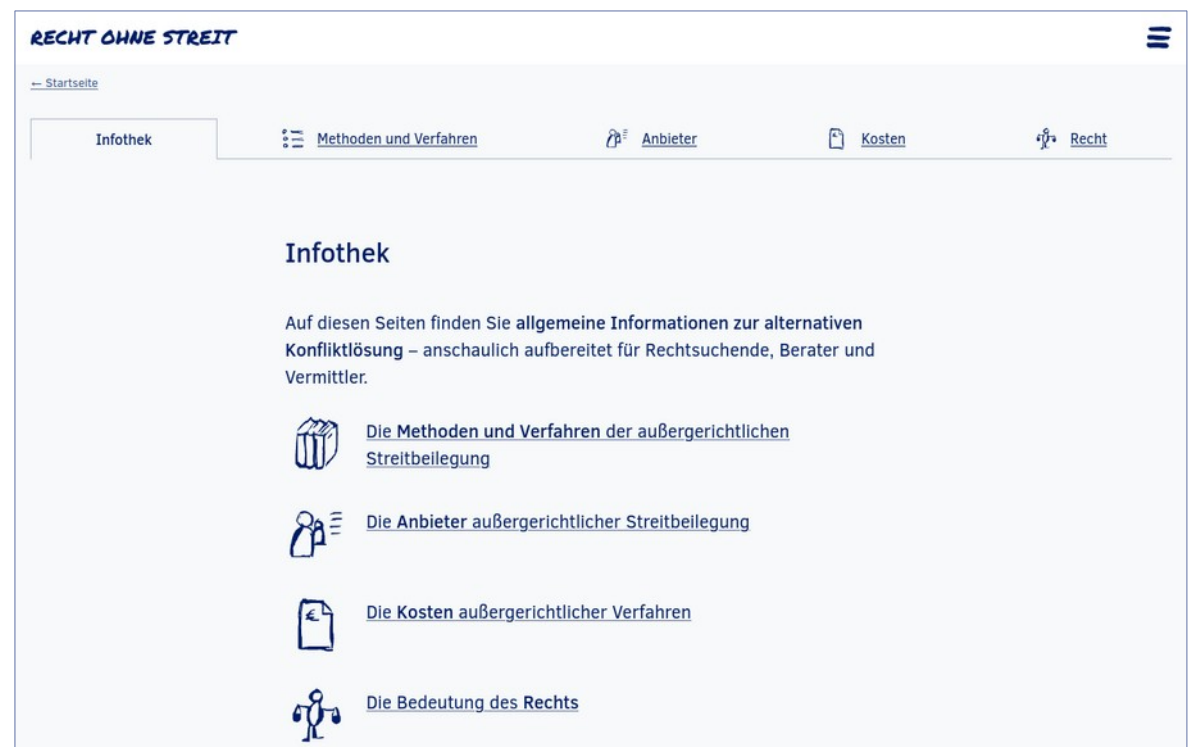 RECHT OHNE STREIT
← Startseite
Infothek
Methoden und Verfahren
Anbieter
Kosten
Recht
Infothek
Auf diesen Seiten finden Sie allgemeine Informationen zur alternativen
Konfliktlösung – anschaulich aufbereitet für Rechtsuchende, Berater und
Vermittler.
Die Methoden und Verfahren der außergerichtlichen
Streitbeilegung
Die Anbieter außergerichtlicher Streitbeilegung
€
Die Kosten außergerichtlicher Verfahren
Die Bedeutung des Rechts